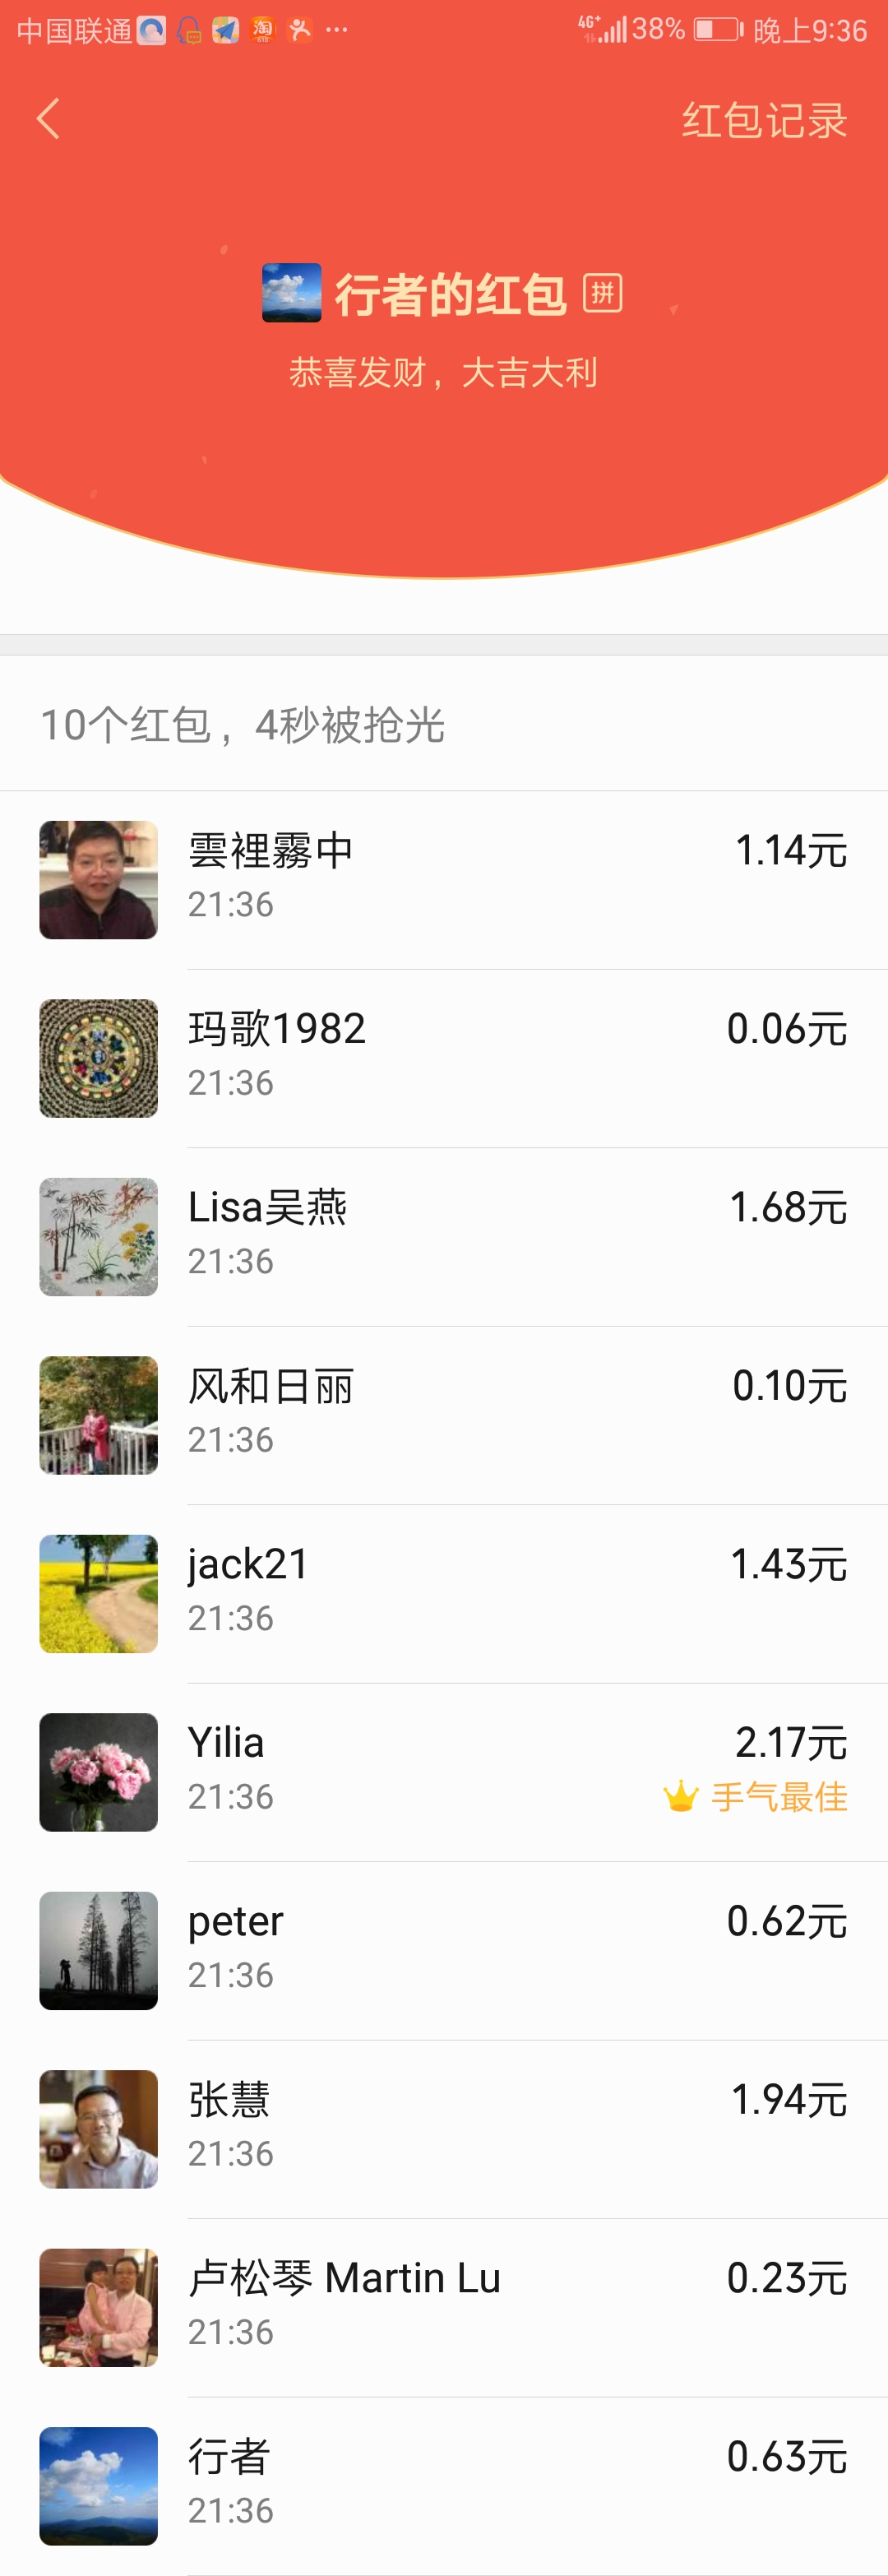 中国联通 淘 ... 4G+ 38% 晚上9:36
红包记录
行者的红包 拼
恭喜发财，大吉大利
10个红包，4秒被抢光
雲裡霧中 1.14元
21:36
玛歌1982 0.06元
21:36
Lisa吴燕 1.68元
21:36
风和日丽 0.10元
21:36
jack21 1.43元
21:36
Yilia 2.17元
21:36 手气最佳
peter 0.62元
21:36
张慧 1.94元
21:36
卢松琴 Martin Lu 0.23元
21:36
行者 0.63元
21:36